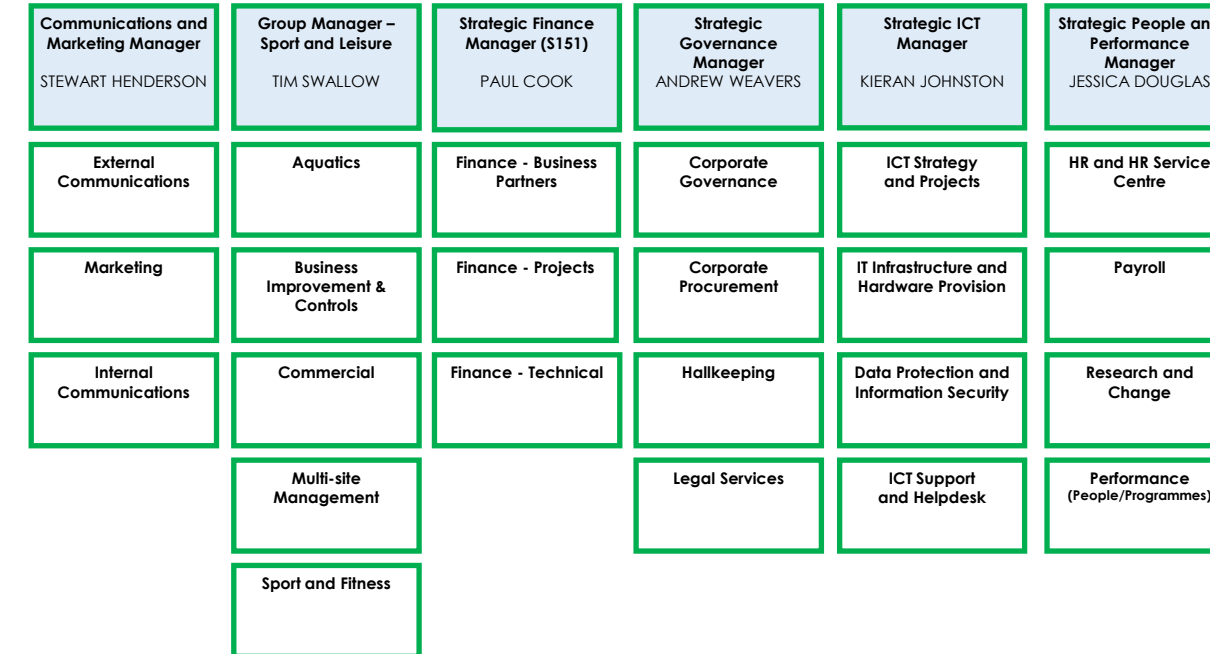 Communications and
Marketing Manager
STEWART HENDERSON
Group Manager –
Sport and Leisure
TIM SWALLOW
Strategic Finance
Manager (S151)
PAUL COOK
Strategic
Governance
Manager
ANDREW WEAVERS
Strategic ICT
Manager
KIERAN JOHNSTON
Strategic People an
Performance
Manager
JESSICA DOUGLAS
External
Communications
Aquatics
Finance - Business
Partners
Corporate
Governance
ICT Strategy
and Projects
HR and HR Service
Centre
Marketing
Business
Improvement &
Controls
Finance - Projects
Corporate
Procurement
IT Infrastructure and
Hardware Provision
Payroll
Internal
Communications
Commercial
Finance - Technical
Hallkeeping
Data Protection and
Information Security
Research and
Change
Multi-site
Management
Legal Services
ICT Support
and Helpdesk
Performance
(People/Programmes)
Sport and Fitness